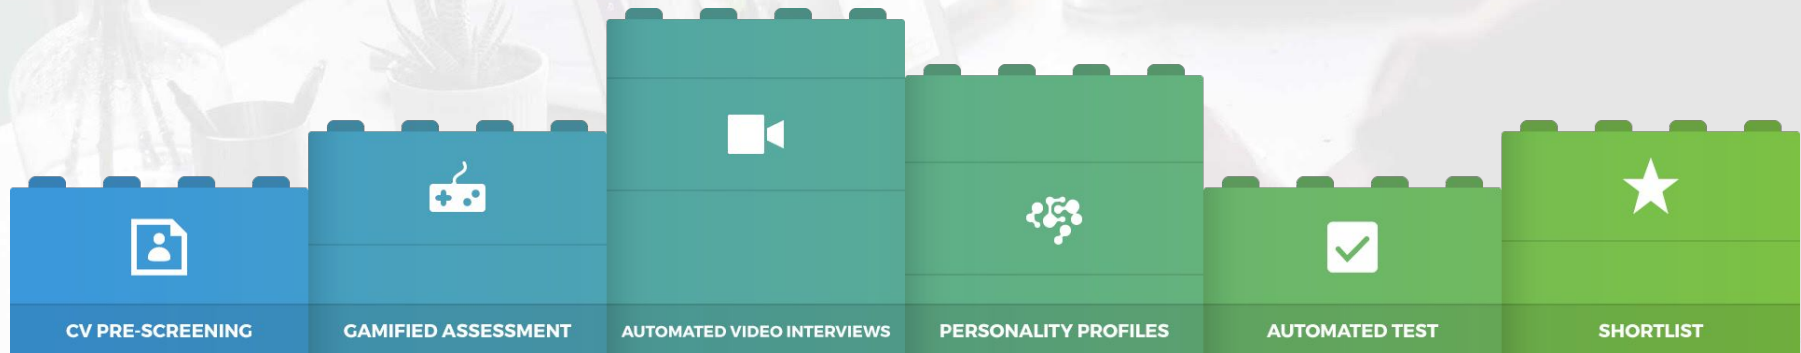 CV PRE-SCREENING
GAMIFIED ASSESSMENT
AUTOMATED VIDEO INTERVIEWS
PERSONALITY PROFILES
AUTOMATED TEST
SHORTLIST